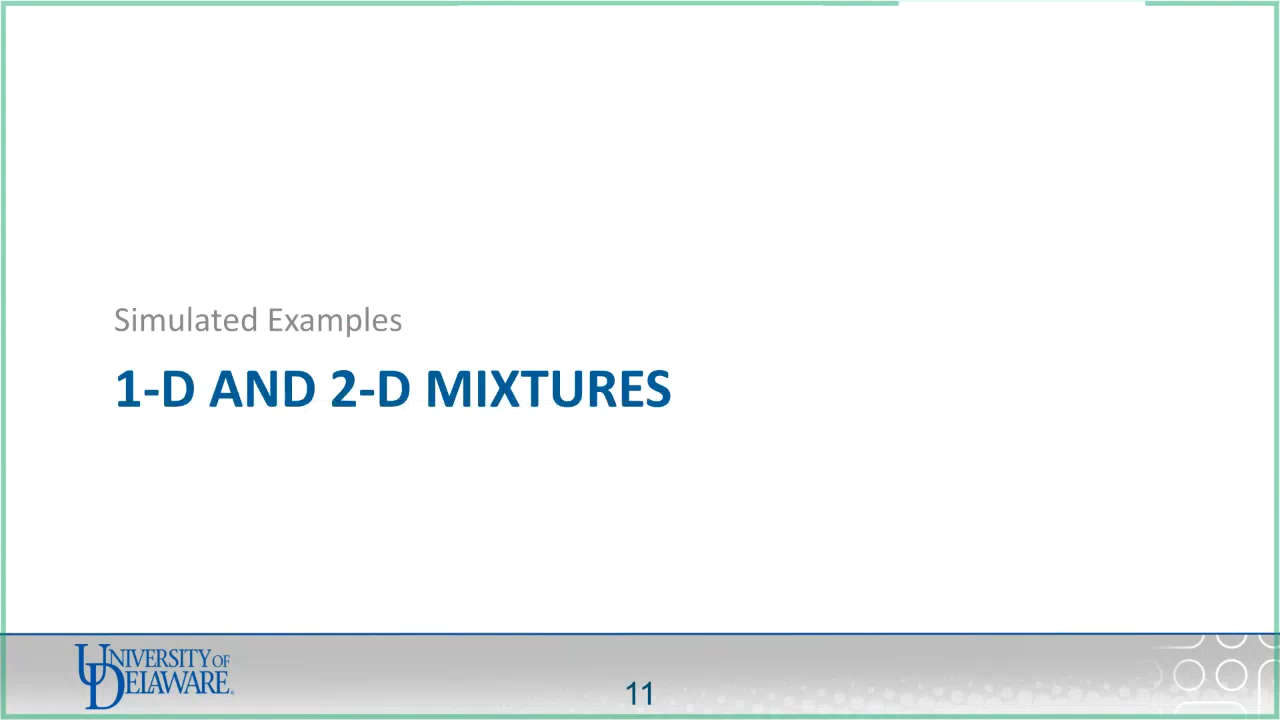 Simulated Examples
1-D AND 2-D MIXTURES
UNIVERSITY OF
DELAWARE®
11